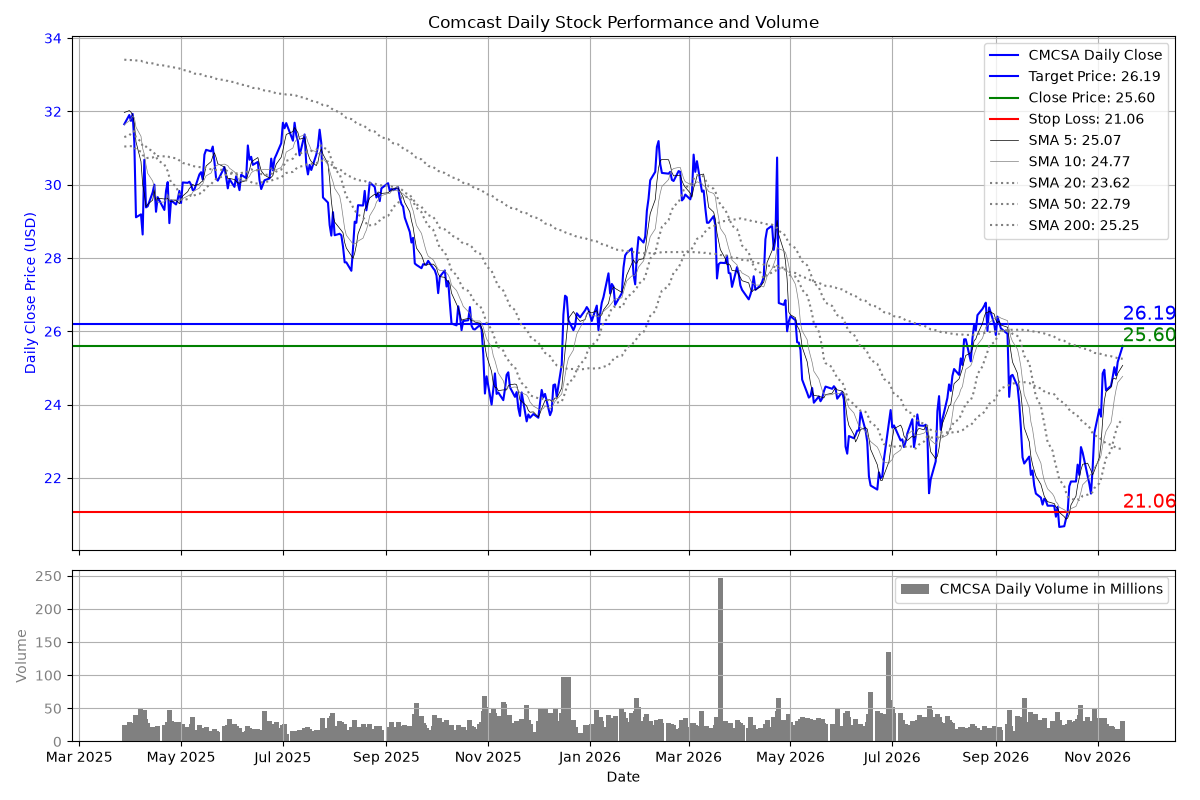 Comcast Daily Stock Performance and Volume
Daily Close Price (USD)
34
32
30
28
26
24
22
CMCSA Daily Close
Target Price: 26.19
Close Price: 25.60
Stop Loss: 21.06
SMA 5: 25.07
SMA 10: 24.77
SMA 20: 23.62
SMA 50: 22.79
SMA 200: 25.25
26.19
25.60
21.06
Volume
250
200
150
100
50
0
CMCSA Daily Volume in Millions
Mar 2025 May 2025 Jul 2025 Sep 2025 Nov 2025 Jan 2026 Mar 2026 May 2026 Jul 2026 Sep 2026 Nov 2026
Date